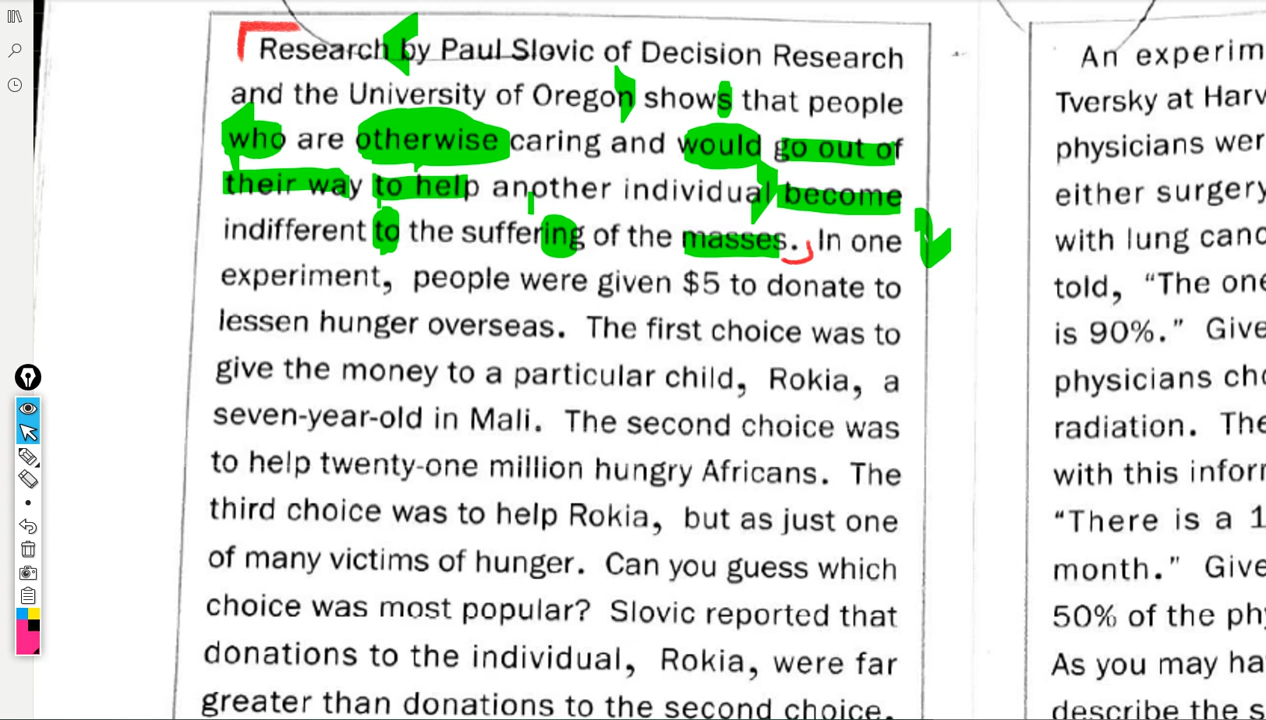 Research by Paul Slovic of Decision Research
and the University of Oregon shows that people
who are otherwise caring and would go out of
their way to help another individual become
indifferent to the suffering of the masses. In one
experiment, people were given $5 to donate to
lessen hunger overseas. The first choice was to
give the money to a particular child, Rokia, a
seven-year-old in Mali. The second choice was
to help twenty-one million hungry Africans. The
third choice was to help Rokia, but as just one
of many victims of hunger. Can you guess which
choice was most popular? Slovic reported that
donations to the individual, Rokia, were far
greater than donations to the second choice,
An experim
Tversky at Harv
physicians wer
either surgery
with lung canc
told, "The one
is 90%." Give
physicians cho
radiation. The
with this inforr
"There is a 1
month." Give
50% of the phy
As you may ha
describe the s